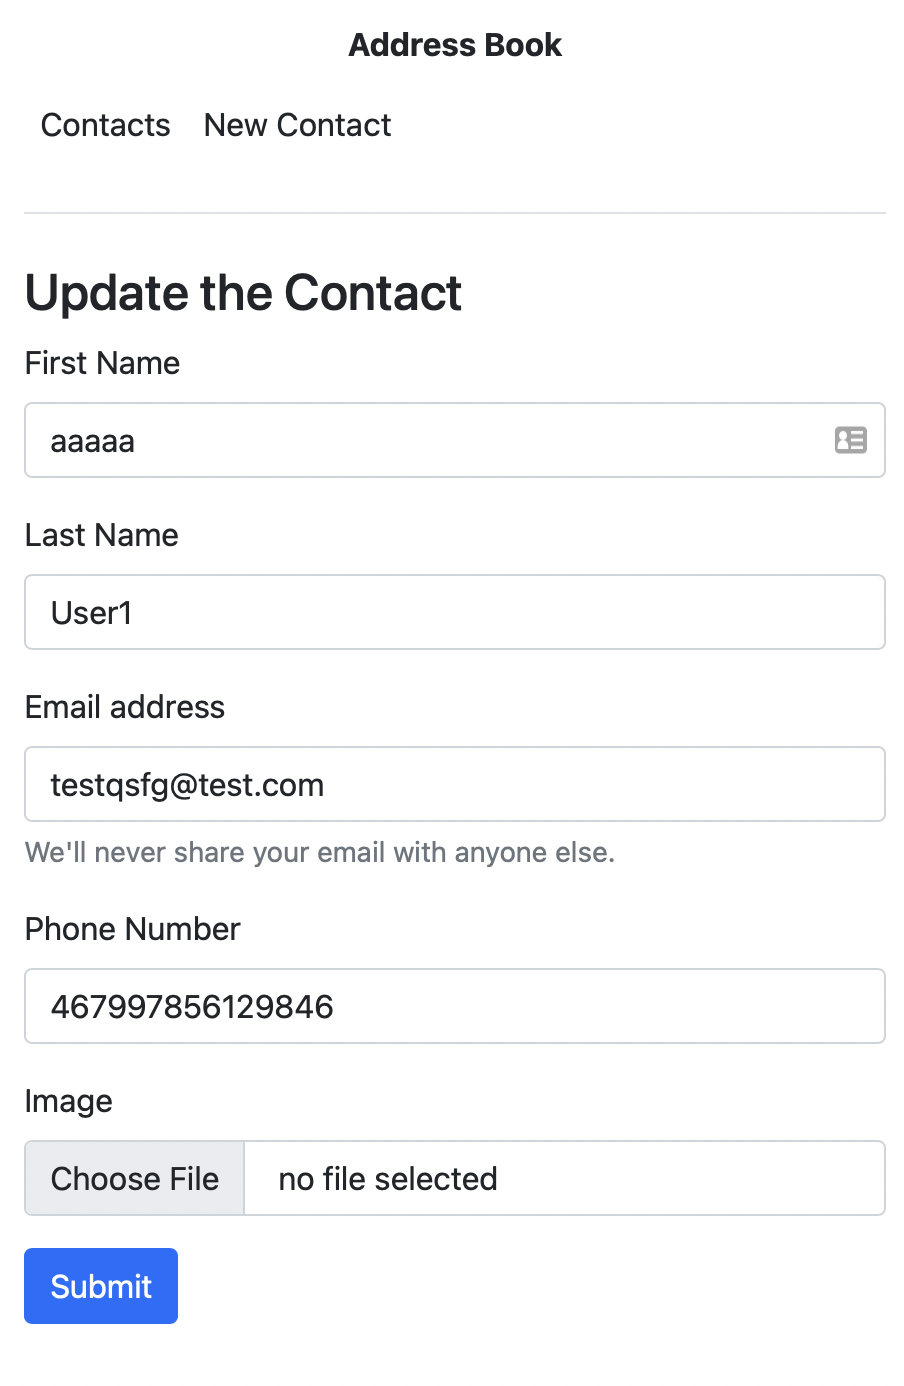 Address Book
Contacts New Contact
Update the Contact
First Name
aaaaa
Last Name
User1
Email address
testqsfg@test.com
We'll never share your email with anyone else.
Phone Number
467997856129846
Image
Choose File no file selected
Submit